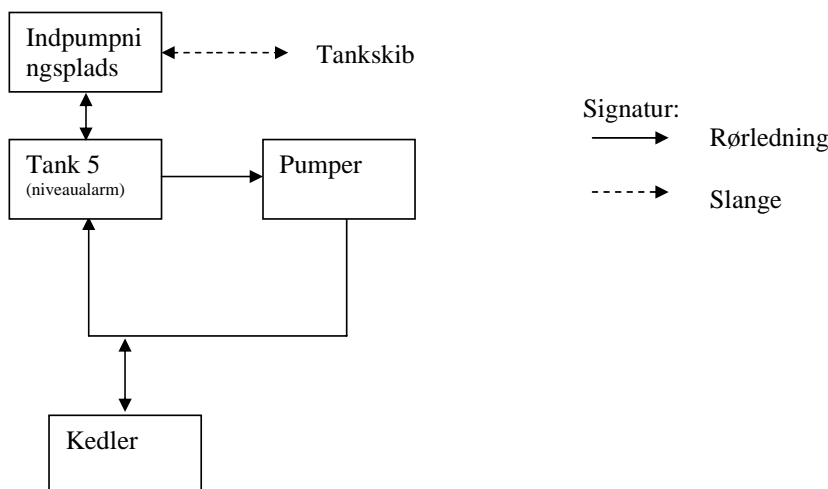 Indpumpni
ngsplads
Tankskib
Signatur:
Rørledning
Tank 5
(niveaualarm)
Pumper
Slange
Kedler